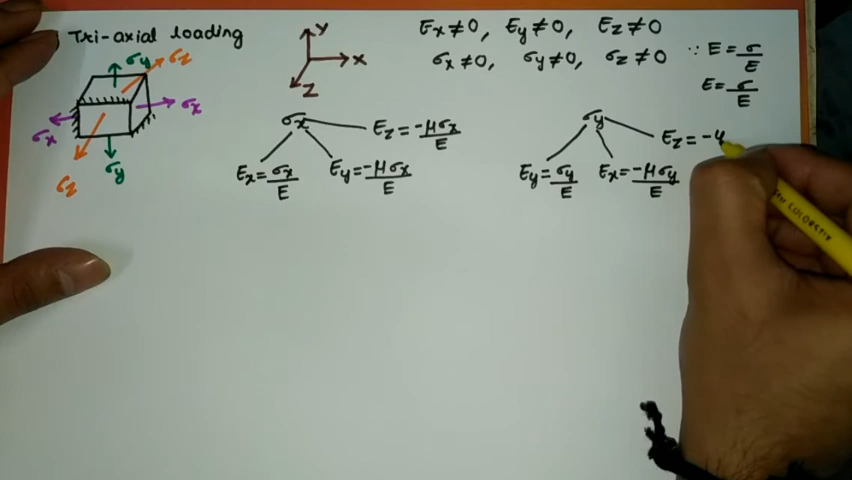 Tri-axial loading
Y
X
Z
Ex≠0, Ey≠0, Ez≠0
σx≠0, σy≠0, σz≠0
∵ E = σ/E
E = σ/E
σy
σz
σx
σx
σy
σz
σx
Ez = -μσx/E
Ex = σx/E
Ey = -μσx/E
σy
Ez = -μ
Ey = σy/E
Ex = -μσy/E